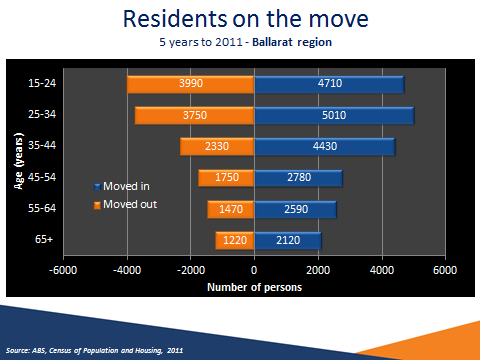 Residents on the move
5 years to 2011 - Ballarat region
Age (years)
15-24 3990 4710
25-34 3750 5010
35-44 2330 4430
45-54 1750 2780
55-64 1470 2590
65+ 1220 2120
Moved in
Moved out
-6000 -4000 -2000 0 2000 4000 6000
Number of persons
Source: ABS, Census of Population and Housing, 2011